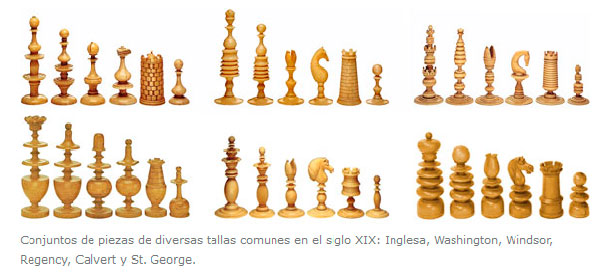 Conjuntos de piezas de diversas tallas comunes en el siglo XIX: Inglesa, Washington, Windsor,
Regency, Calvert y St. George.